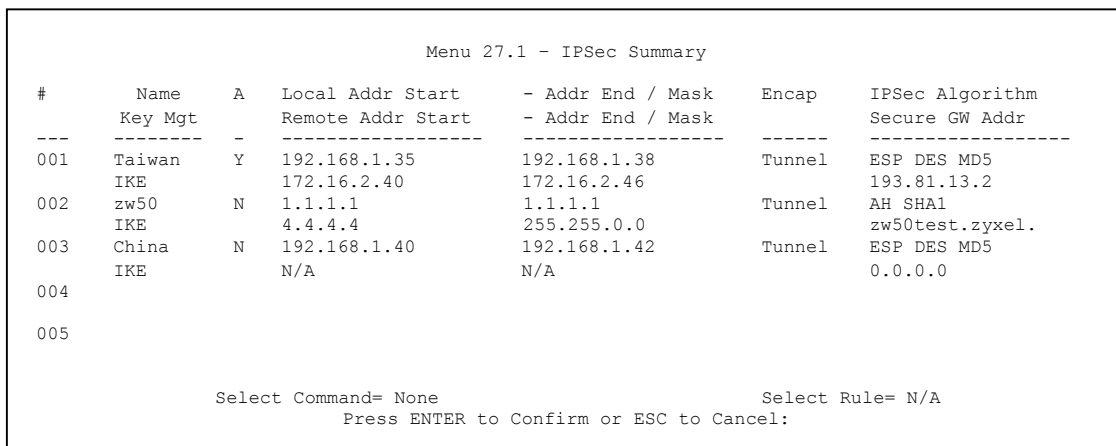 Menu 27.1 – IPSec Summary
# Name A Local Addr Start - Addr End / Mask Encap IPSec Algorithm
Key Mgt Remote Addr Start - Addr End / Mask Secure GW Addr
--- -------- - ------------------ ------------------ ------ -------------------
001 Taiwan Y 192.168.1.35 192.168.1.38 Tunnel ESP DES MD5
IKE 172.16.2.40 172.16.2.46 193.81.13.2
002 zw50 N 1.1.1.1 1.1.1.1 Tunnel AH SHA1
IKE 4.4.4.4 255.255.0.0 zw50test.zyxel.
003 China N 192.168.1.40 192.168.1.42 Tunnel ESP DES MD5
IKE N/A N/A 0.0.0.0
004
005
Select Command= None Select Rule= N/A
Press ENTER to Confirm or ESC to Cancel: